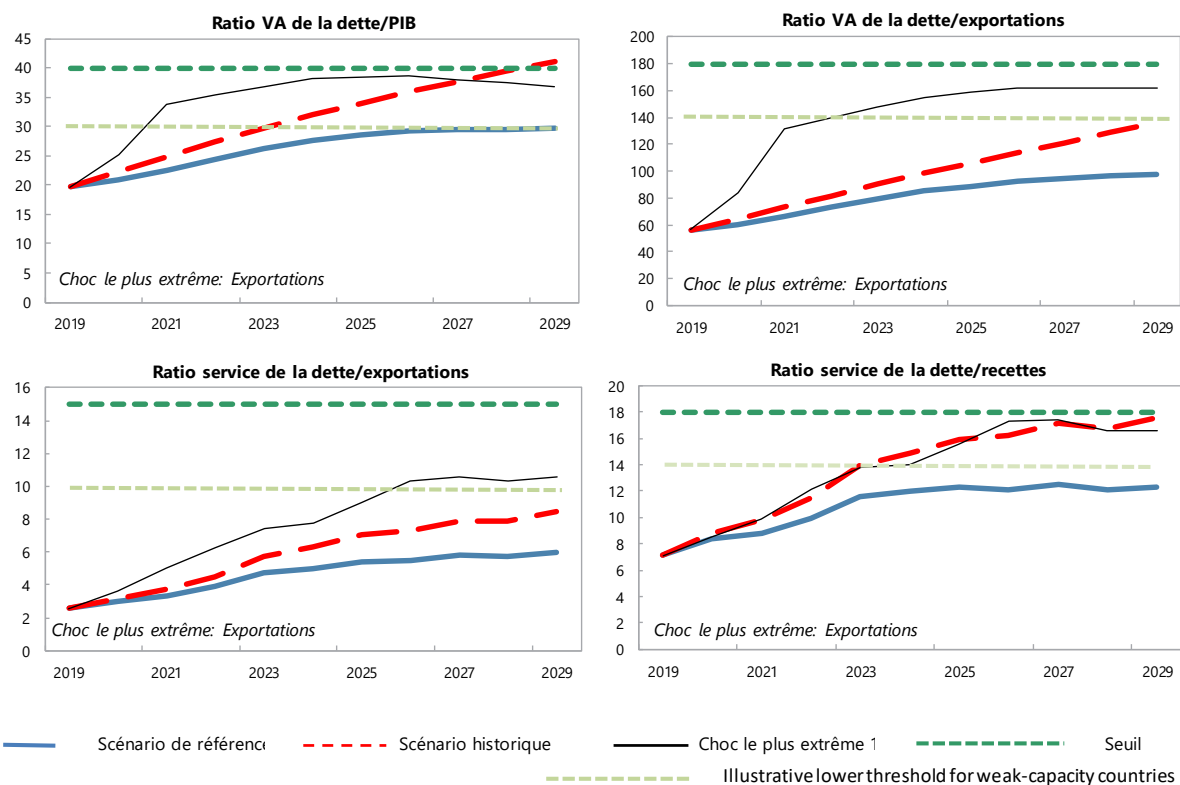 Ratio VA de la dette/PIB
45
40
35
30
25
20
15
10
5
0
Choc le plus extrême: Exportations
2019 2021 2023 2025 2027 2029
Ratio VA de la dette/exportations
200
180
160
140
120
100
80
60
40
20
0
Choc le plus extrême: Exportations
2019 2021 2023 2025 2027 2029
Ratio service de la dette/exportations
16
14
12
10
8
6
4
2
0
Choc le plus extrême: Exportations
2019 2021 2023 2025 2027 2029
Ratio service de la dette/recettes
20
18
16
14
12
10
8
6
4
2
0
Choc le plus extrême: Exportations
2019 2021 2023 2025 2027 2029
Scénario de référence Scénario historique Choc le plus extrême 1 Seuil
Illustrative lower threshold for weak-capacity countries